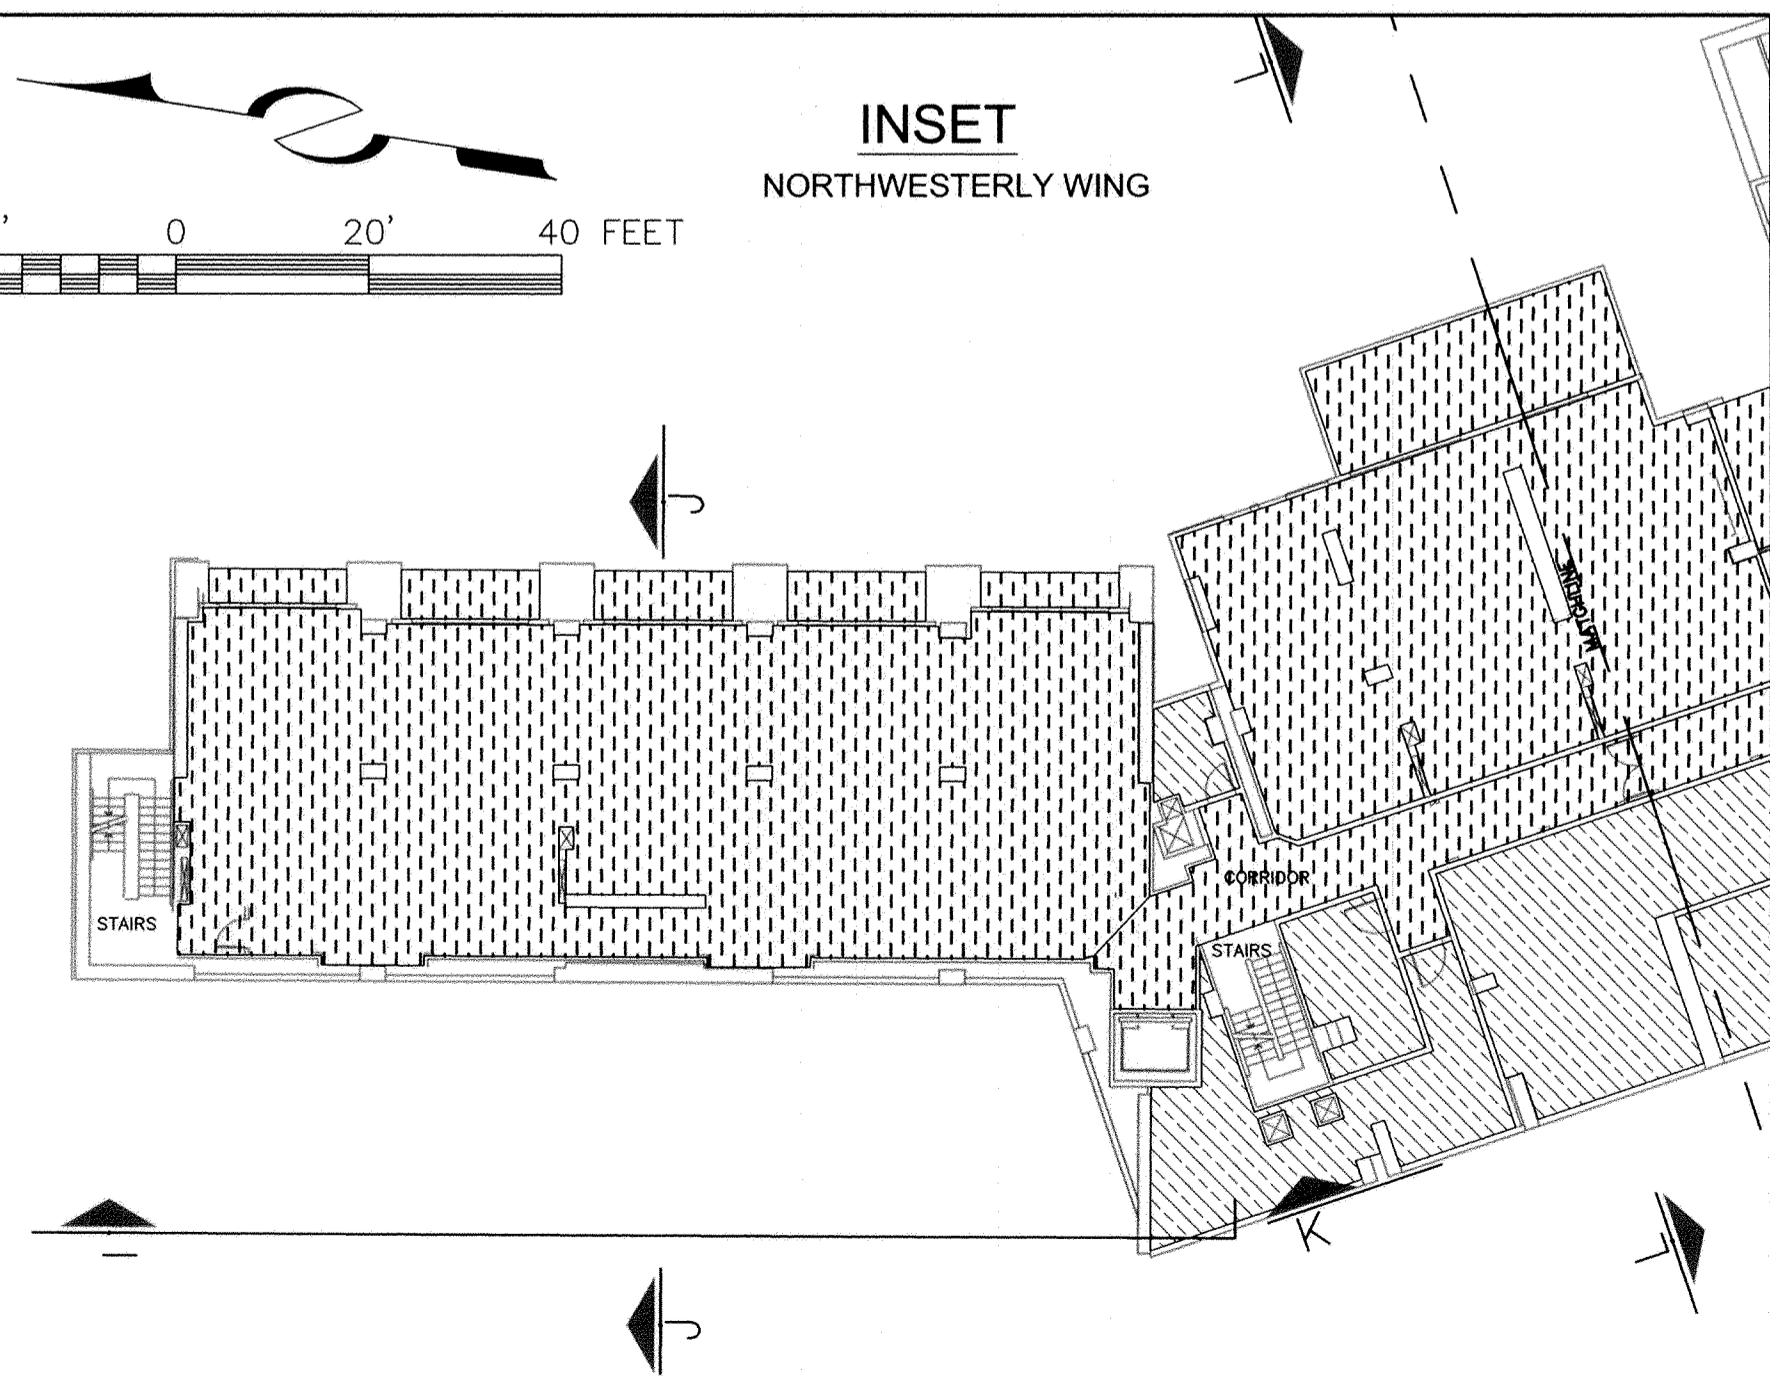 INSET
NORTHWESTERLY WING
' 0 20' 40 FEET
L
J
MATCHLINE
CORRIDOR
STAIRS
STAIRS
I
K
L
J